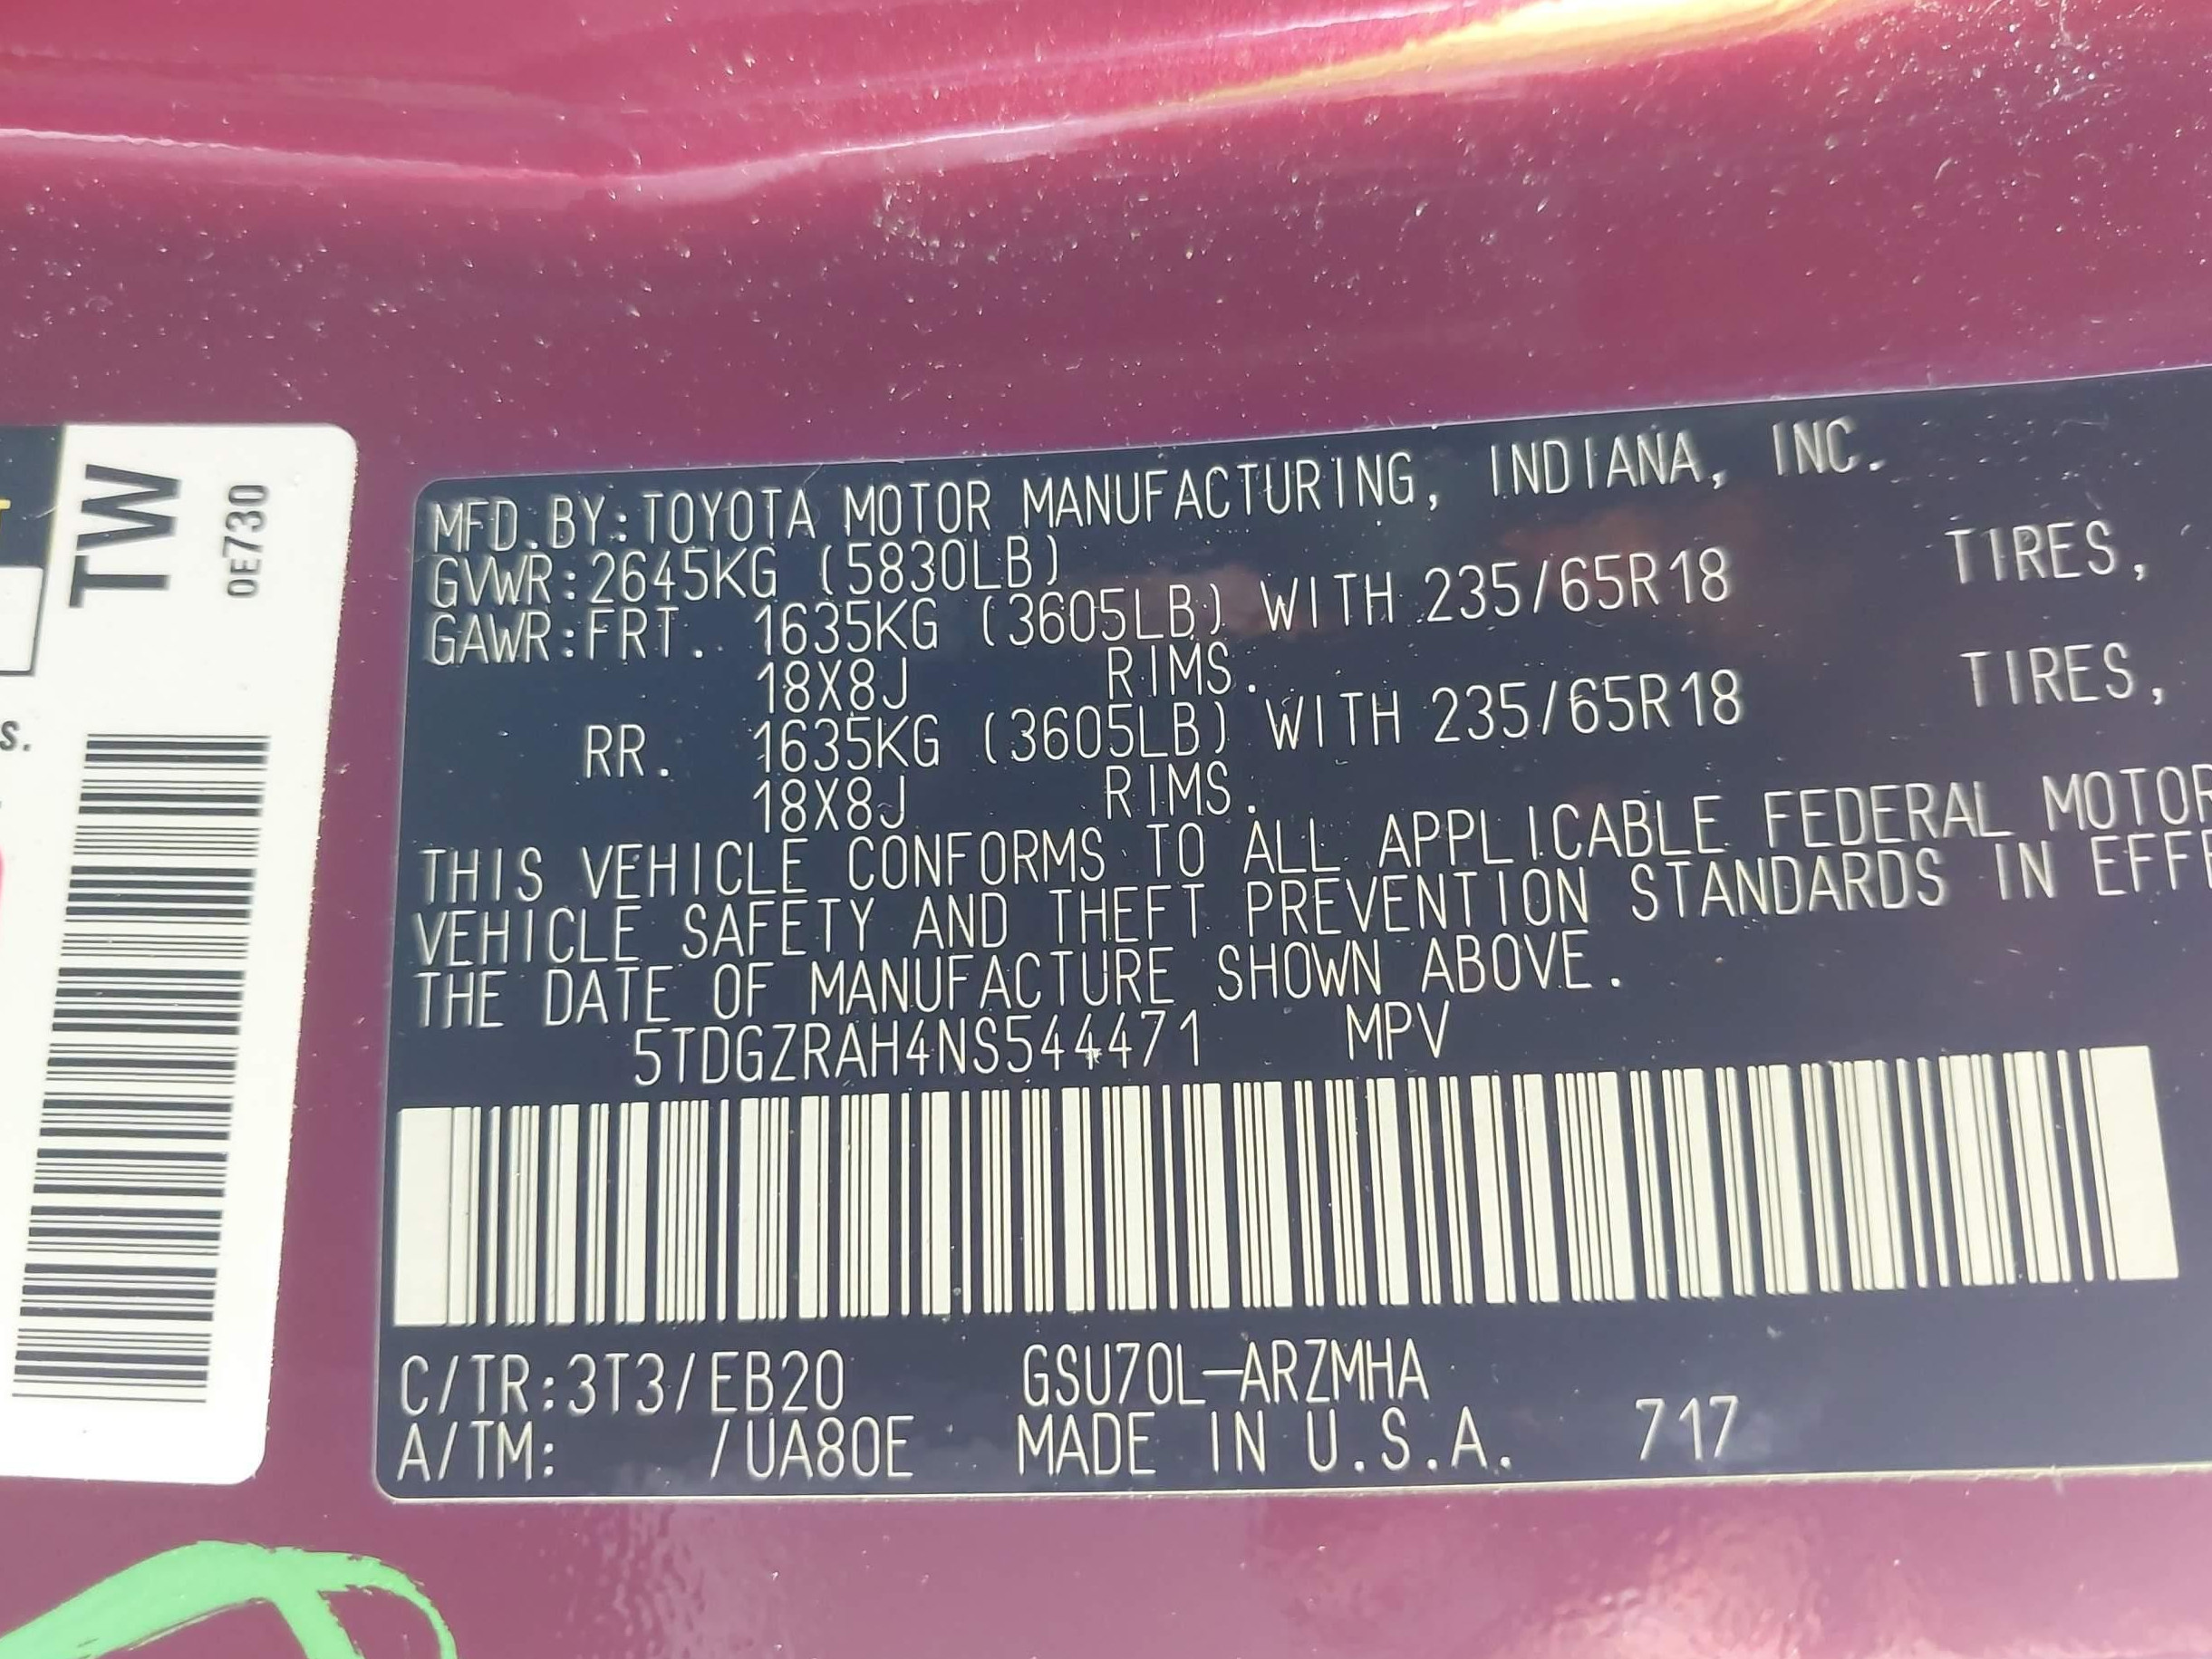 TW
0E730
S.
MFD.BY:TOYOTA MOTOR MANUFACTURING, INDIANA, INC.
GVWR:2645KG (5830LB)
GAWR:FRT. 1635KG (3605LB) WITH 235/65R18 TIRES,
18X8J RIMS.
RR. 1635KG (3605LB) WITH 235/65R18 TIRES,
18X8J RIMS.
THIS VEHICLE CONFORMS TO ALL APPLICABLE FEDERAL MOTOR
VEHICLE SAFETY AND THEFT PREVENTION STANDARDS IN EFFE
THE DATE OF MANUFACTURE SHOWN ABOVE.
5TDGZRAH4NS544471 MPV
C/TR:3T3/EB20 GSU70L-ARZMHA
A/TM: /UA80E MADE IN U.S.A. 717